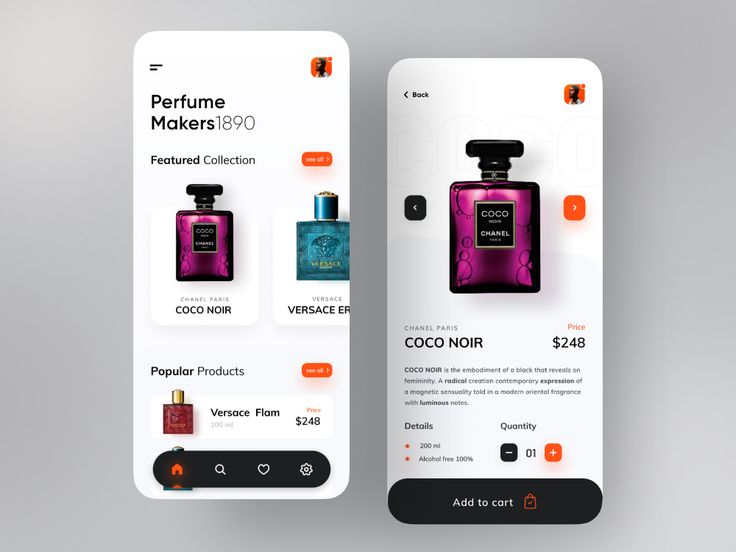 Perfume
Makers1890
Featured Collection
see all
COCO
NOIR
CHANEL
PARIS
VERSACE
CHANEL PARIS
COCO NOIR
VERSACE
VERSACE ER
Popular Products
see all
Versace Flam
100 ml
Price
$248
Back
COCO
COCO
NOIR
CHANEL
PARIS
CHANEL PARIS
Price
COCO NOIR
$248
COCO NOIR is the embodiment of a black that reveals on
femininity. A radical creation contemporary expression of
a magnetic sensuality told in a modern oriental fragrance
with luminous notes.
Details
Quantity
200 ml
Alcohol free 100%
01
Add to cart